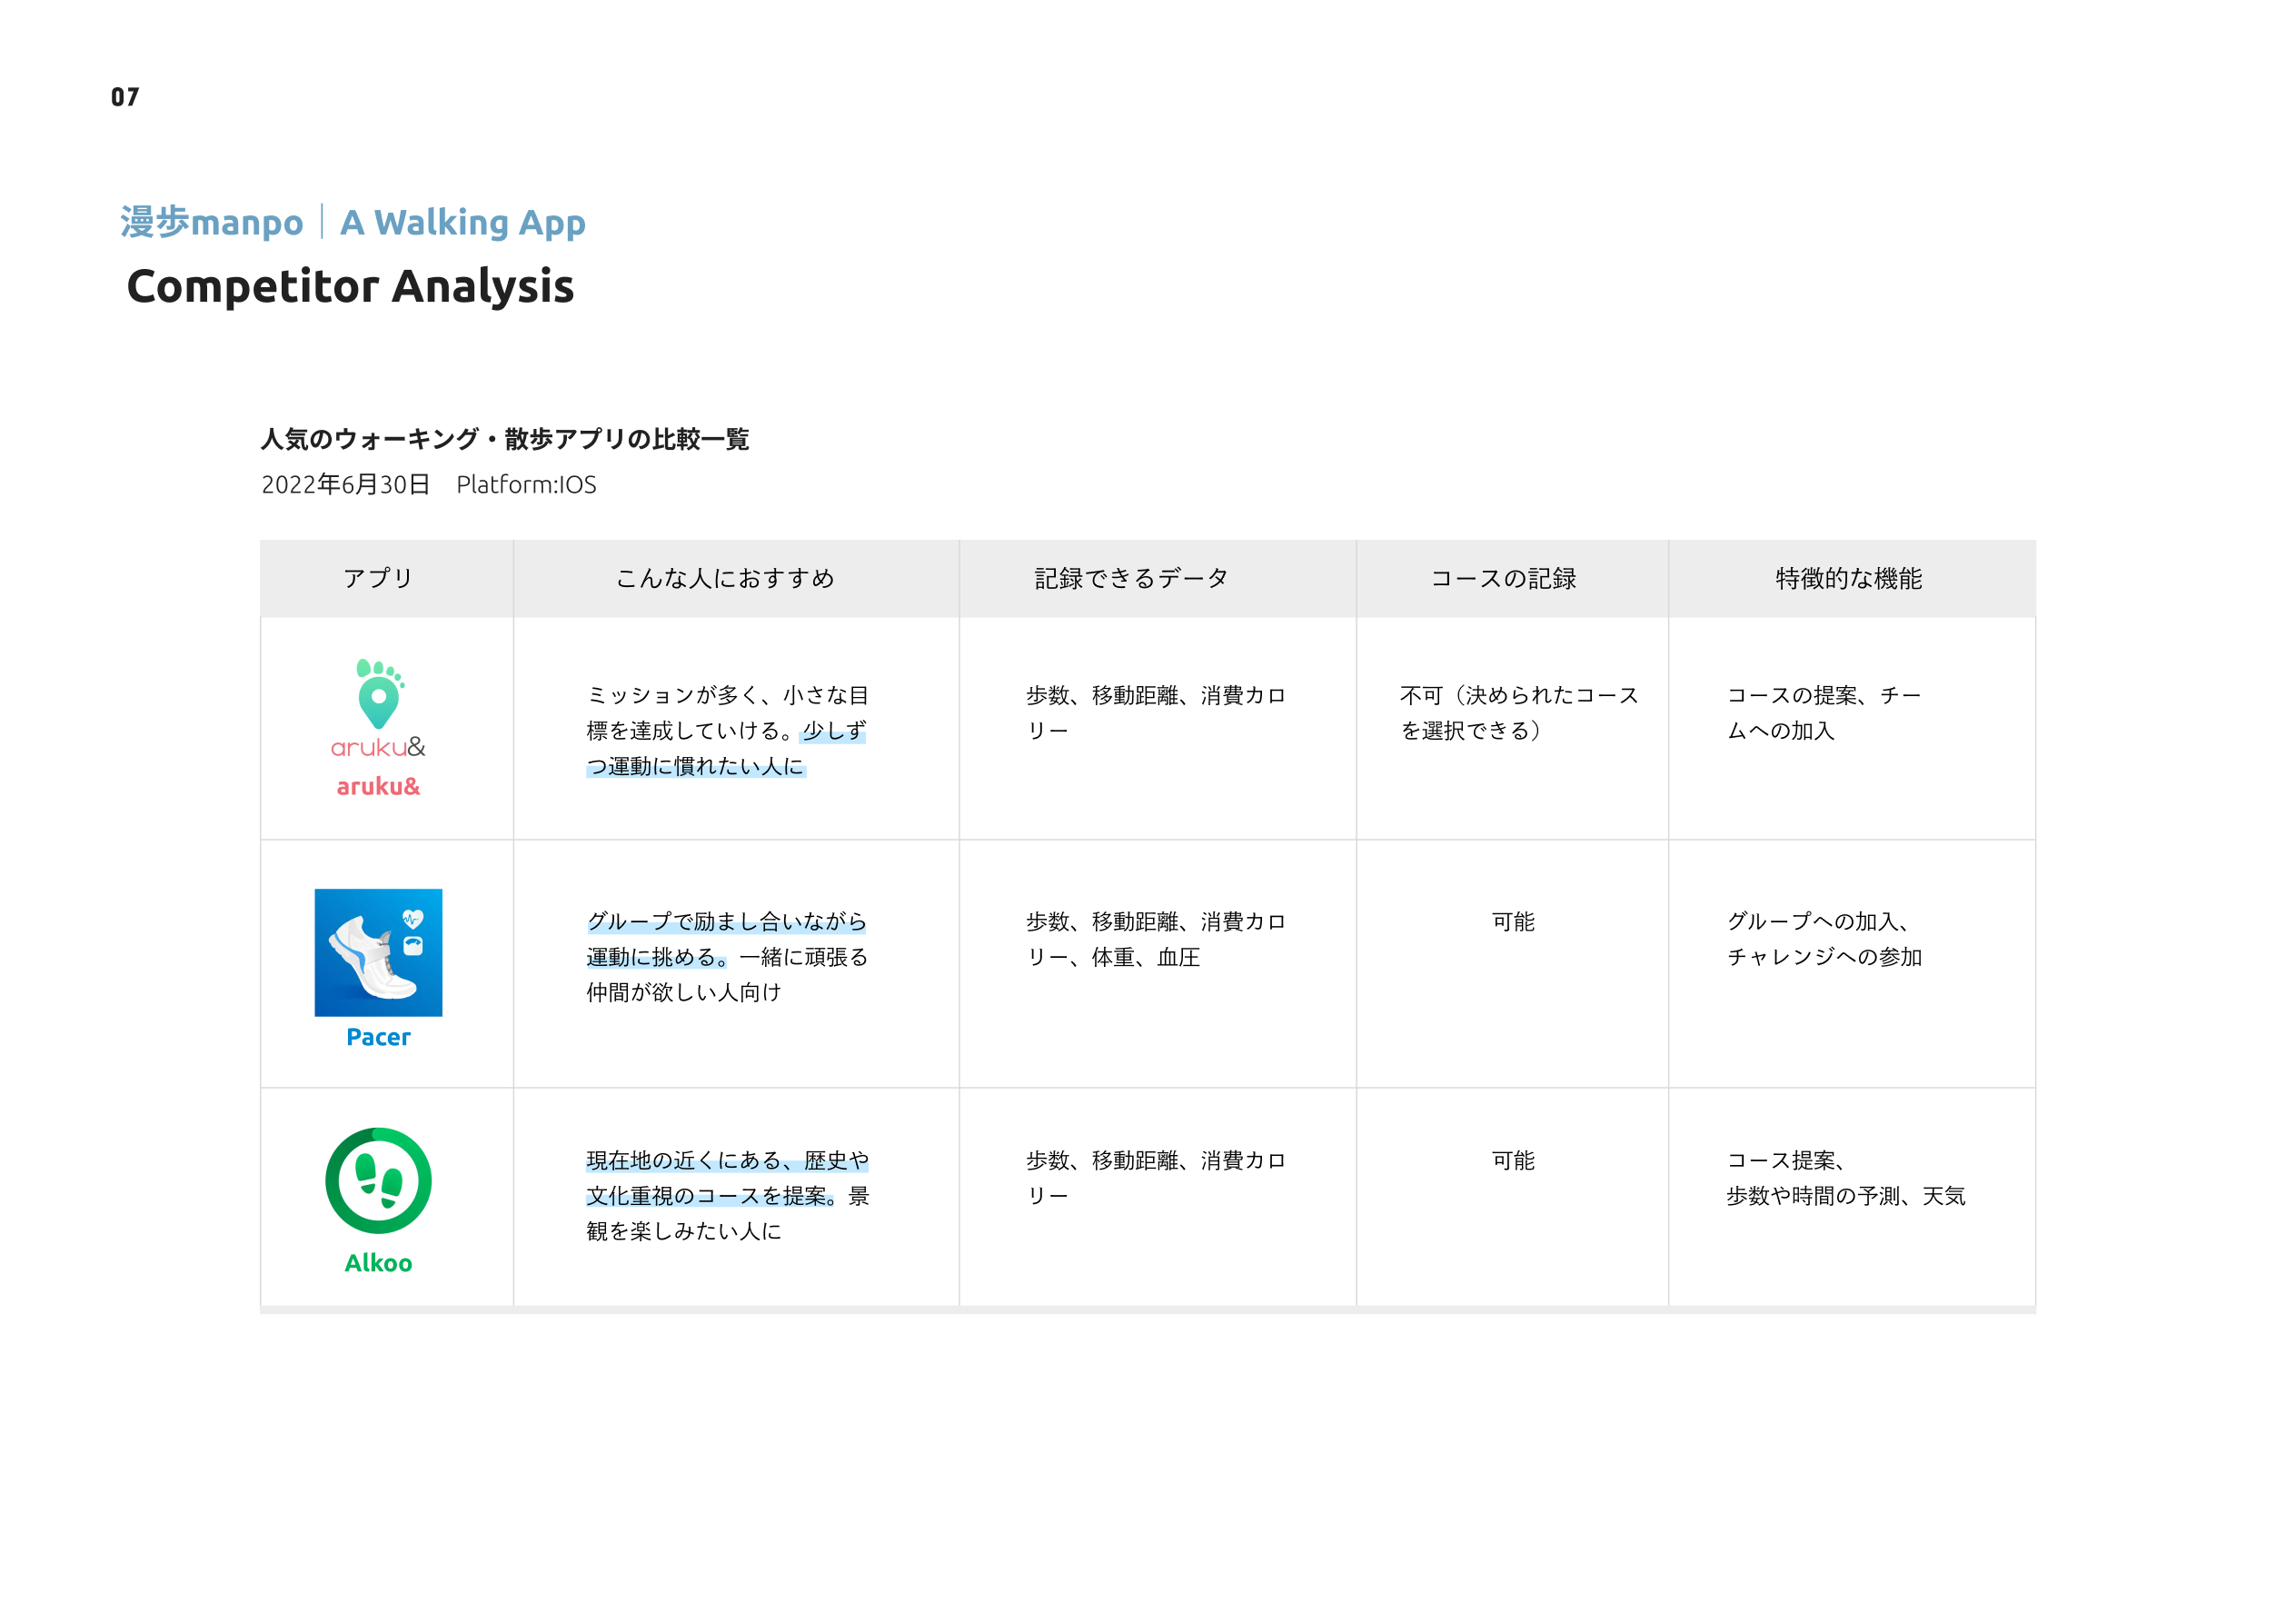 07
漫歩manpo｜A Walking App
Competitor Analysis
人気のウォーキング・散歩アプリの比較一覧
2022年6月30日　Platform:IOS
アプリ
こんな人におすすめ
記録できるデータ
コースの記録
特徴的な機能
aruku&
aruku&
ミッションが多く、小さな目
標を達成していける。少しず
つ運動に慣れたい人に
歩数、移動距離、消費カロ
リー
不可（決められたコース
を選択できる）
コースの提案、チー
ムへの加入
Pacer
グループで励まし合いながら
運動に挑める。一緒に頑張る
仲間が欲しい人向け
歩数、移動距離、消費カロ
リー、体重、血圧
可能
グループへの加入、
チャレンジへの参加
Alkoo
現在地の近くにある、歴史や
文化重視のコースを提案。景
観を楽しみたい人に
歩数、移動距離、消費カロ
リー
可能
コース提案、
歩数や時間の予測、天気